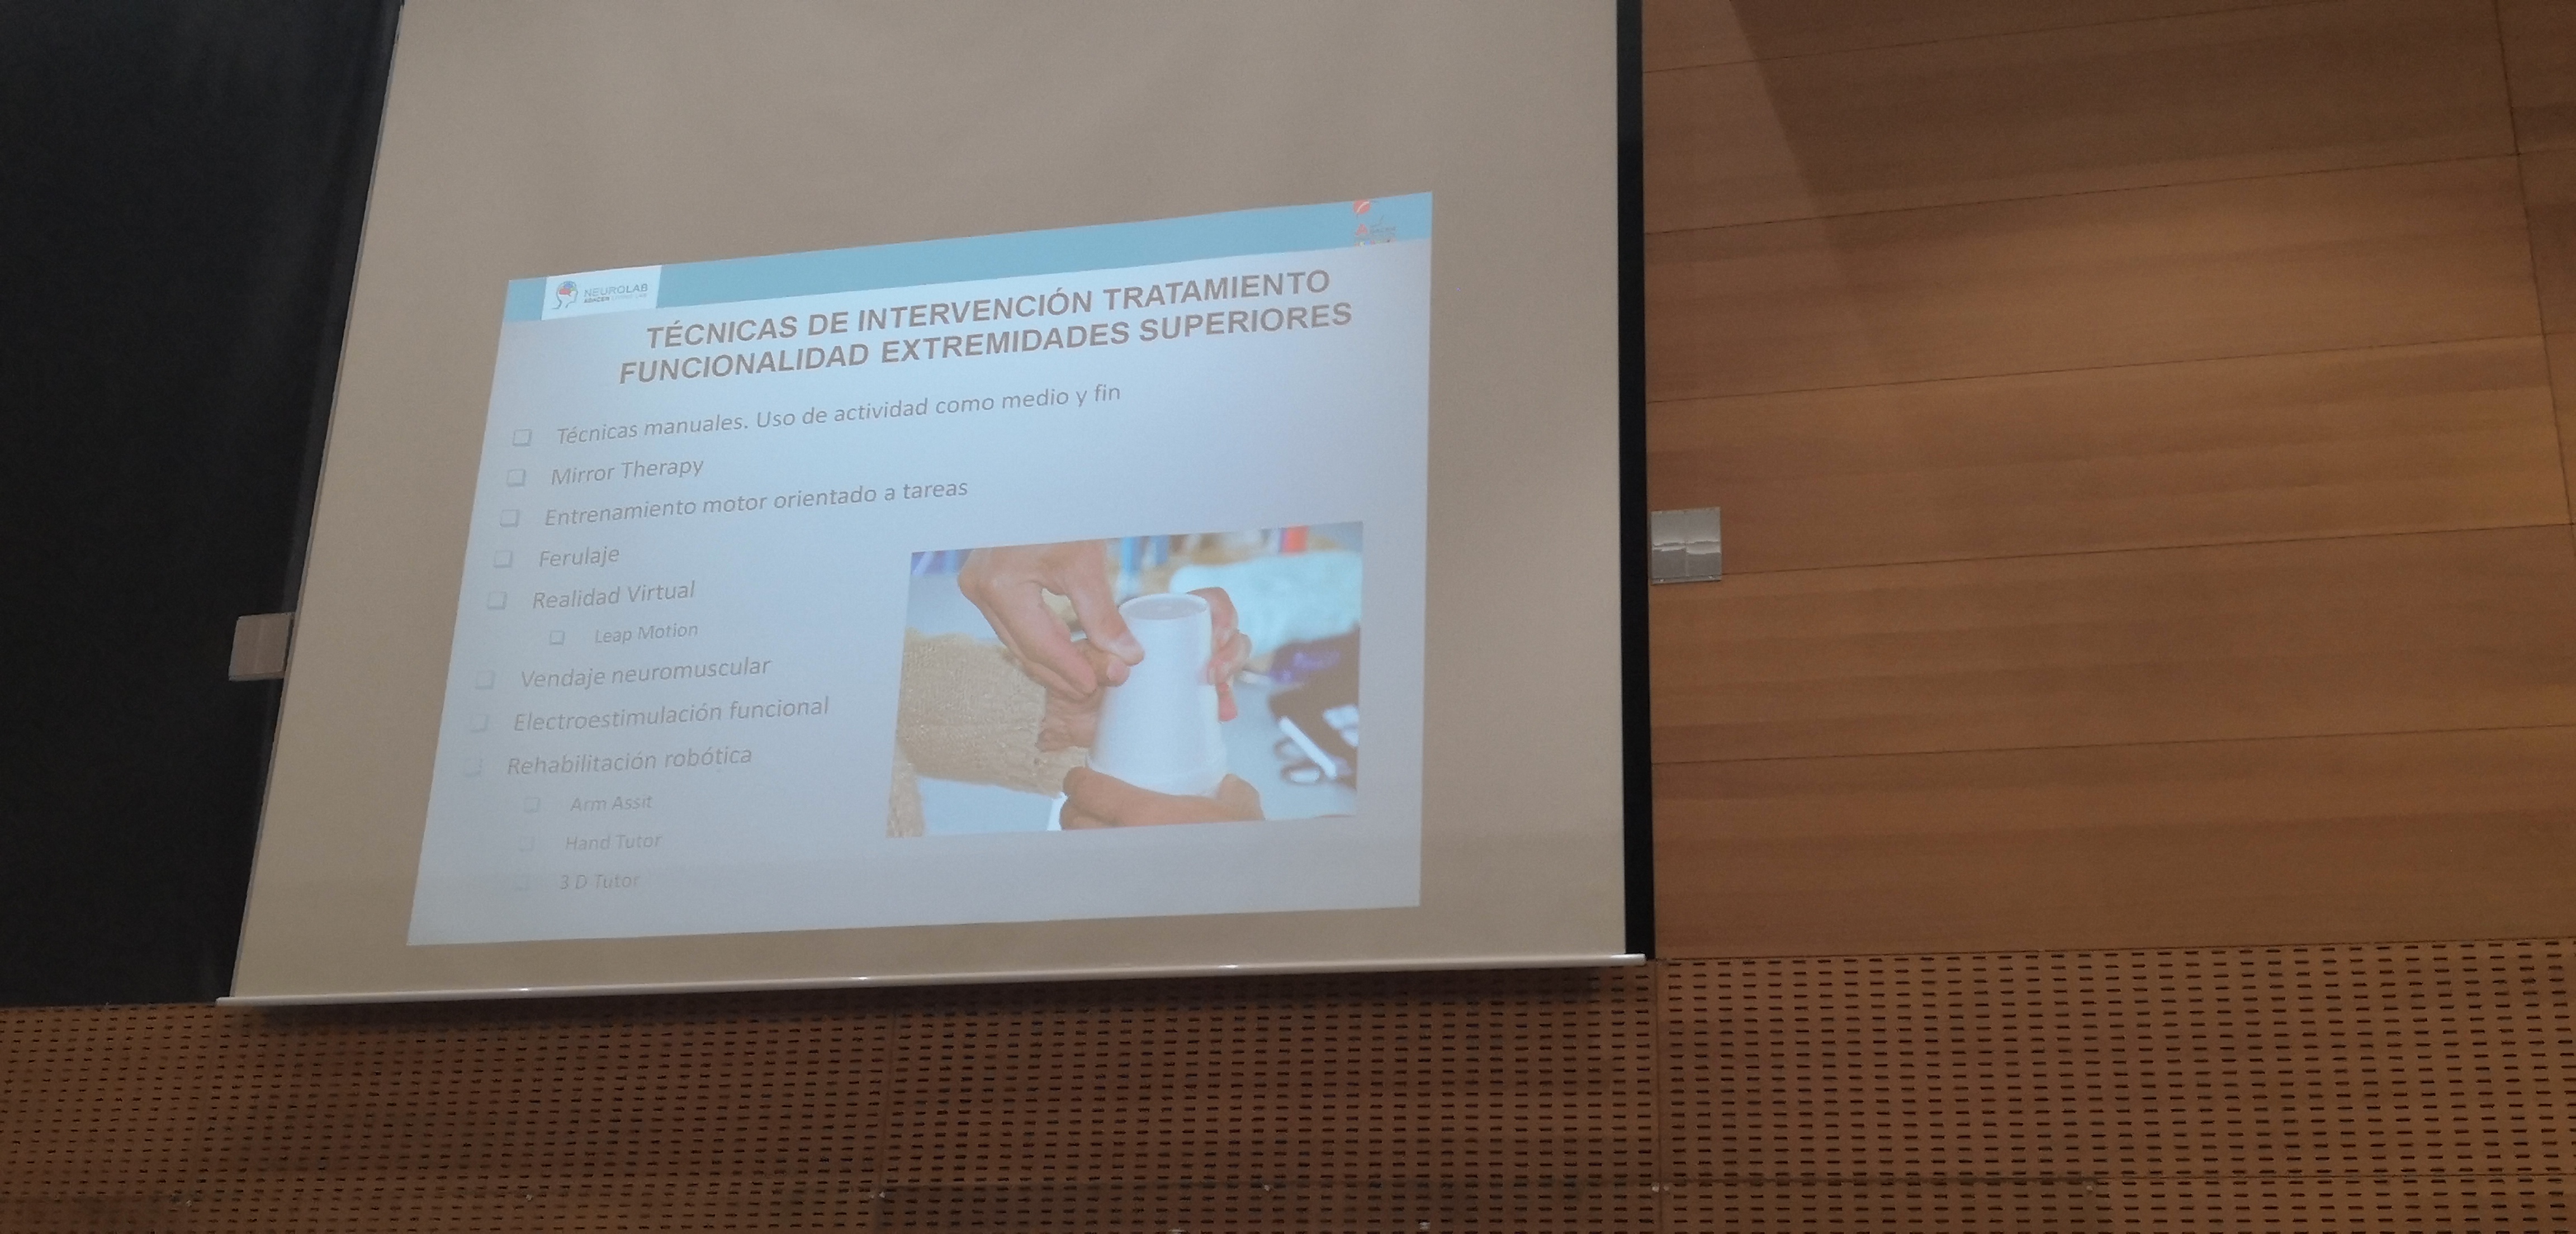 NEUROLAB
ADACEN
TÉCNICAS DE INTERVENCIÓN TRATAMIENTO
FUNCIONALIDAD EXTREMIDADES SUPERIORES
Técnicas manuales. Uso de actividad como medio y fin
Mirror Therapy
Entrenamiento motor orientado a tareas
Ferulaje
Realidad Virtual
Leap Motion
Vendaje neuromuscular
Electroestimulación funcional
Rehabilitación robótica
Arm Assit
Hand Tutor
3 D Tutor